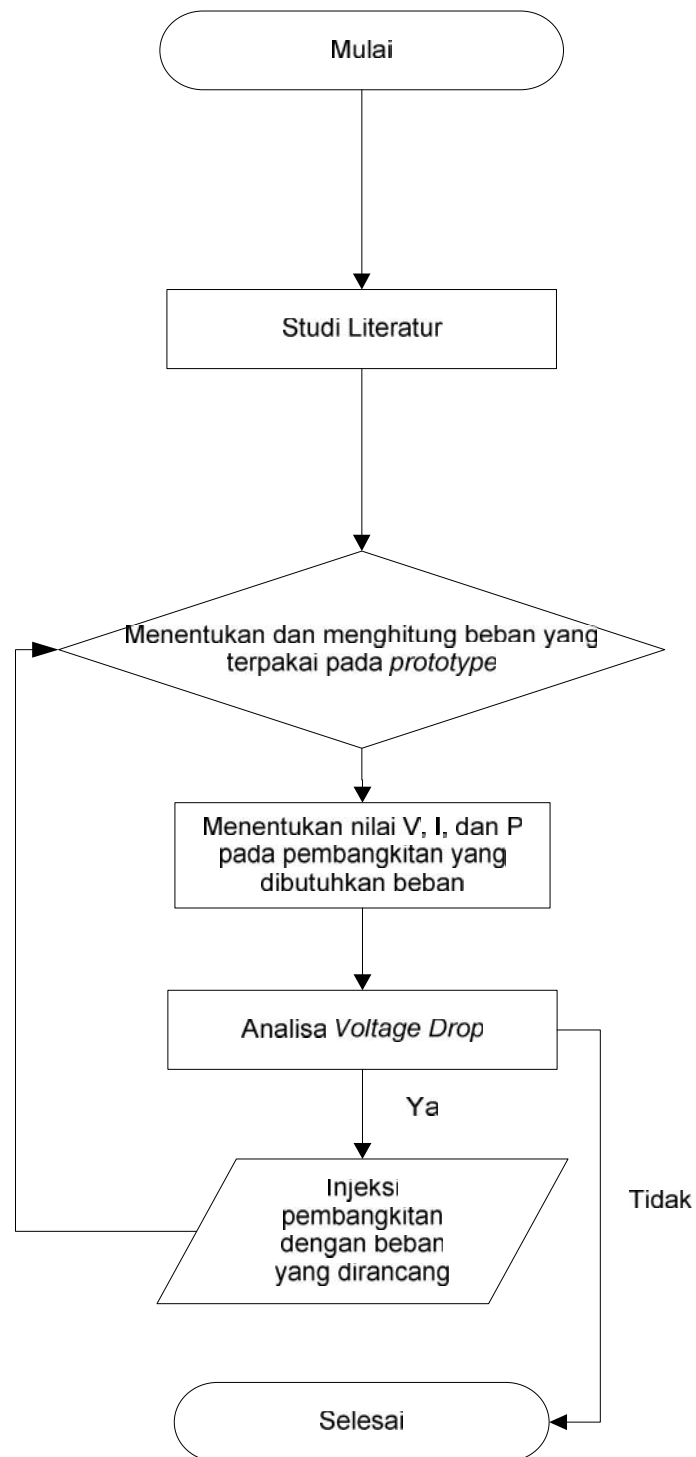 Mulai
Studi Literatur
Menentukan dan menghitung beban yang
terpakai pada prototype
Menentukan nilai V, I, dan P
pada pembangkitan yang
dibutuhkan beban
Analisa Voltage Drop
Ya
Injeksi
pembangkitan
dengan beban
yang dirancang
Tidak
Selesai